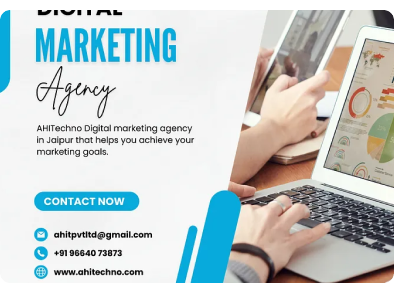 DIGITAL
MARKETING
Agency
AHITechno Digital marketing agency
in Jaipur that helps you achieve your
marketing goals.
CONTACT NOW
ahitpvtltd@gmail.com
+91 96640 73873
www.ahitechno.com